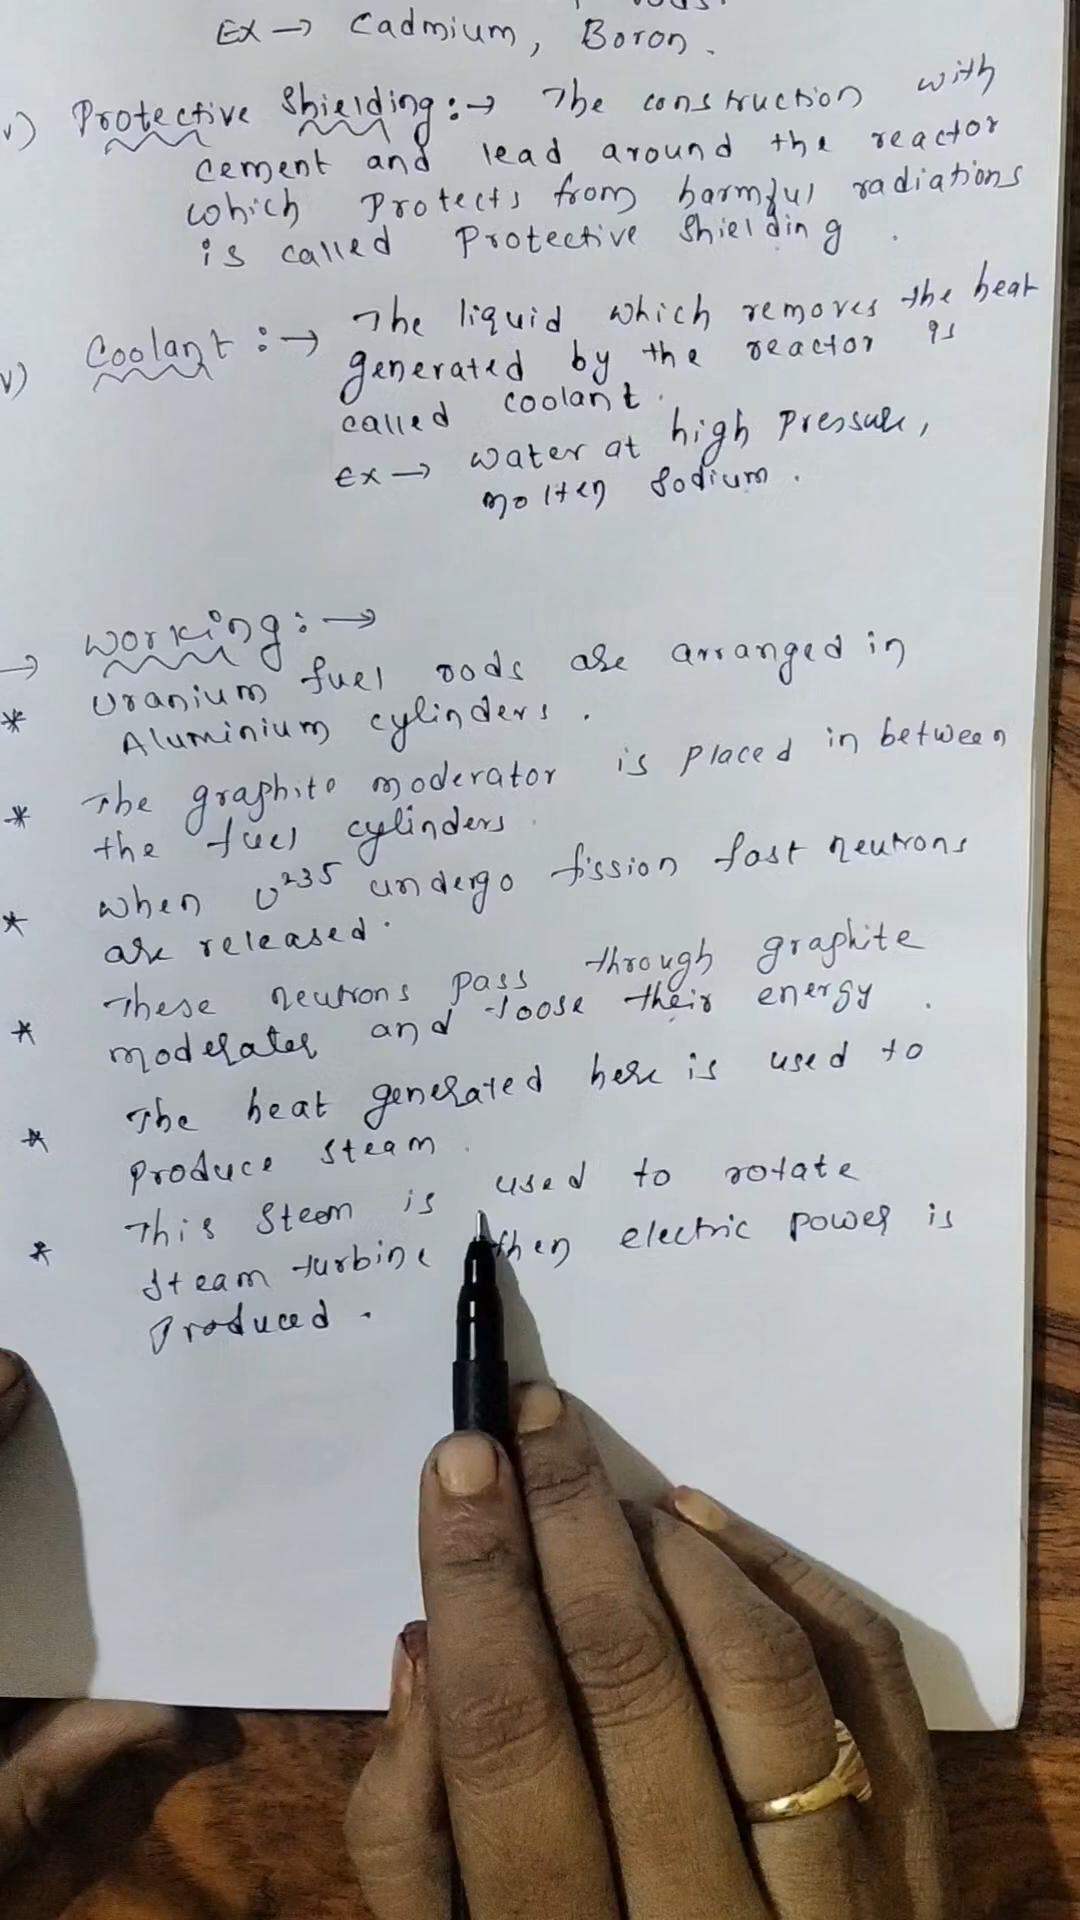 Ex → Cadmium, Boron.
Protective Shielding :→ The construction with
cement and lead around the reactor
which Protects from harmful radiations
is called Protective Shielding.
v) Coolant :→ The liquid which removes the heat
generated by the reactor is
called coolant.
Ex → water at high Pressure,
molten Sodium.
→ Working :→
* Uranium fuel rods are arranged in
Aluminium cylinders.
* The graphite moderator is placed in between
the fuel cylinders
* when U²³⁵ undergo fission fast neutrons
are released.
* These neutrons pass through graphite
moderater and loose their energy.
* The heat generated here is used to
Produce steam.
* This Steam is used to rotate
steam turbine then electric power is
Produced.